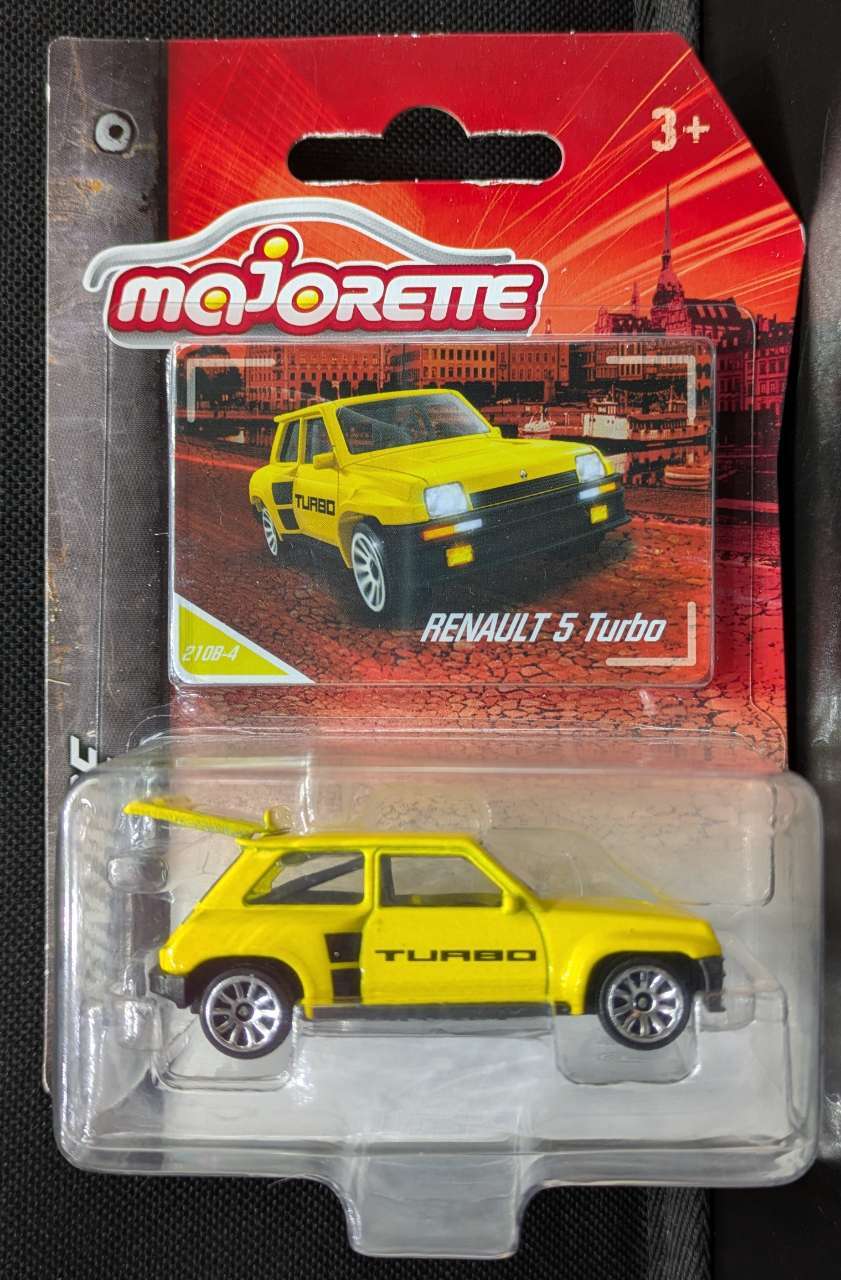 3+
MAJORETTE
TURBO
RENAULT 5 Turbo
210B-4
TURBO